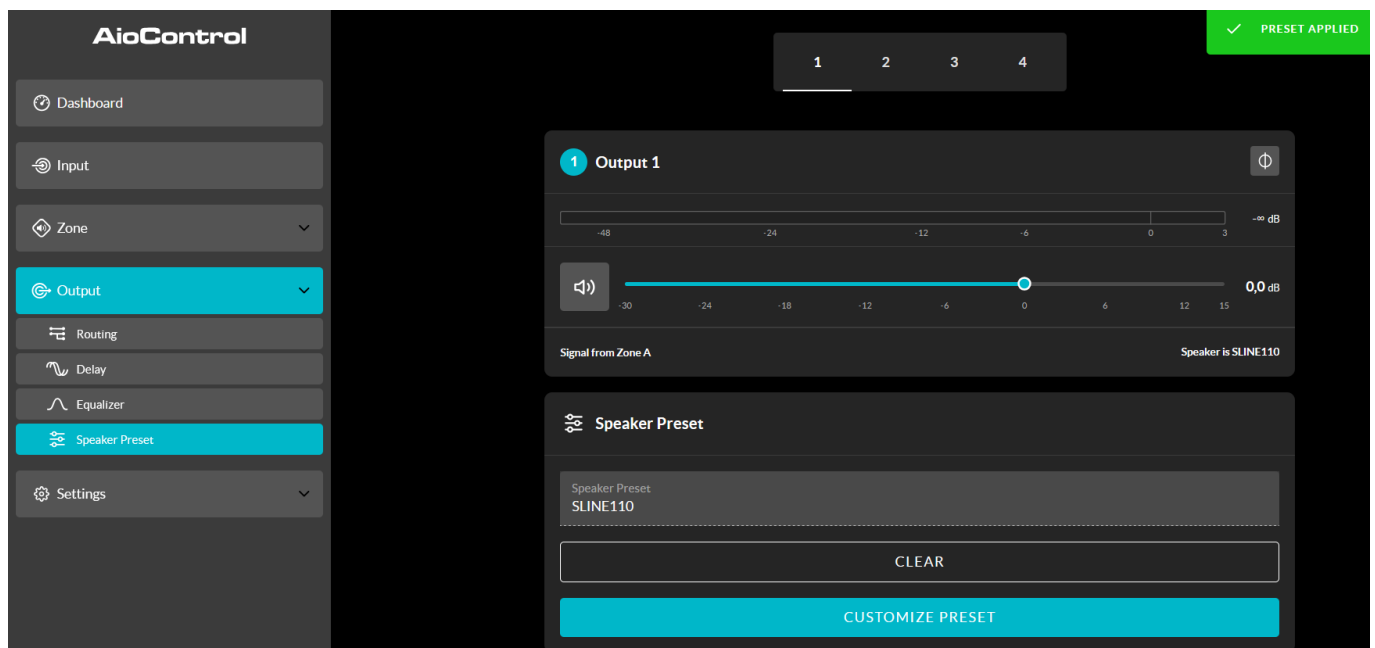 AioControl
Dashboard
Input
Zone
Output
Routing
Delay
Equalizer
Speaker Preset
Settings
PRESET APPLIED
1 2 3 4
1 Output 1
-∞ dB
-48 -24 -12 -6 0 3
0,0 dB
-30 -24 -18 -12 -6 0 6 12 15
Signal from Zone A Speaker is SLINE110
Speaker Preset
Speaker Preset
SLINE110
CLEAR
CUSTOMIZE PRESET